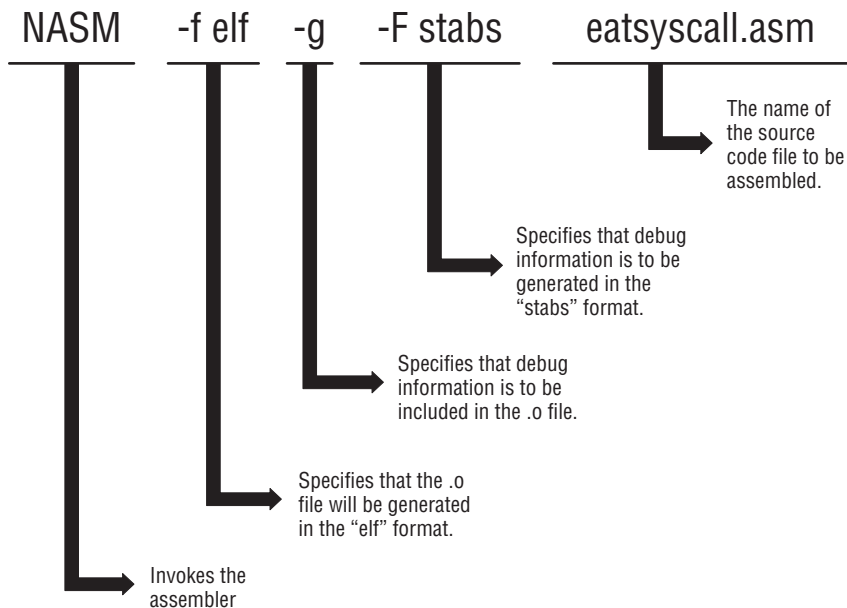 NASM -f elf -g -F stabs eatsyscall.asm
The name of
the source
code file to be
assembled.
Specifies that debug
information is to be
generated in the
“stabs” format.
Specifies that debug
information is to be
included in the .o file.
Specifies that the .o
file will be generated
in the “elf” format.
Invokes the
assembler